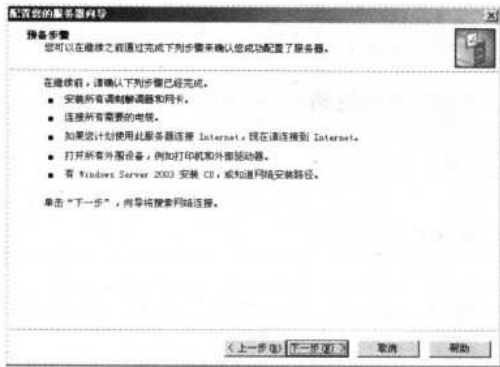 配置您的服务器向导
预备步骤
您可以在继续之前通过完成下列步骤来确认您成功配置了服务器。
在继续前，请确认下列步骤已经完成。
■ 安装所有调制解调器和网卡。
■ 连接所有需要的电缆。
■ 如果您计划使用此服务器连接 Internet，现在请连接到 Internet。
■ 打开所有外围设备，例如打印机和外部驱动器。
■ 有 Windows Server 2003 安装 CD，或知道网络安装路径。
单击“下一步”，向导将搜索网络连接。
<上一步(B) 下一步(N)> 取消 帮助